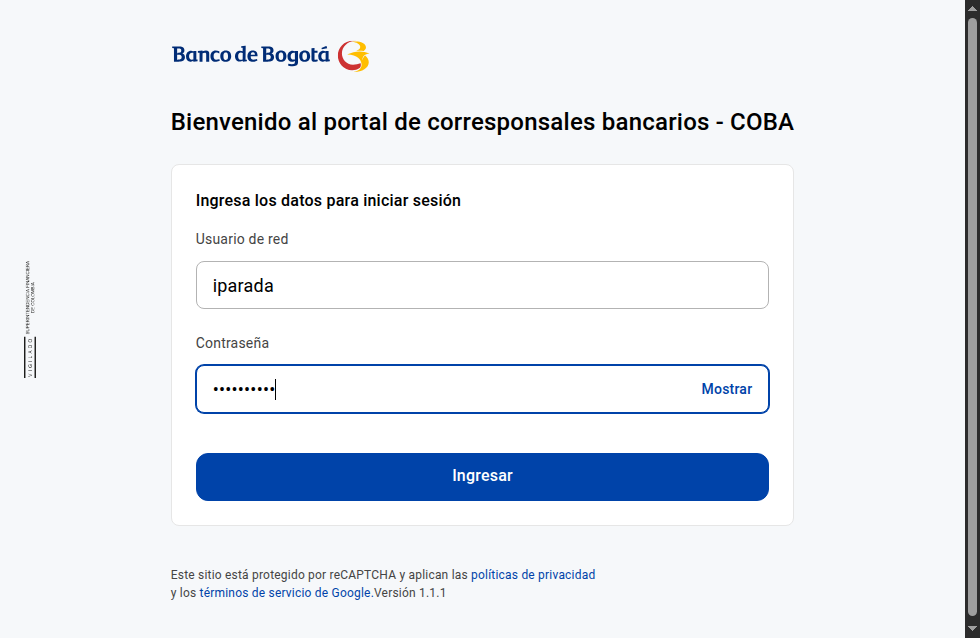 Banco de Bogotá
Bienvenido al portal de corresponsales bancarios - COBA
Ingresa los datos para iniciar sesión
Usuario de red
iparada
Contraseña
••••••••••
Mostrar
Ingresar
Este sitio está protegido por reCAPTCHA y aplican las políticas de privacidad
y los términos de servicio de Google.Versión 1.1.1
VIGILADO
SUPERINTENDENCIA FINANCIERA
DE COLOMBIA